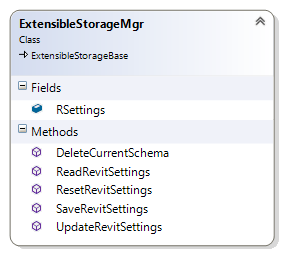 ExtensibleStorageMgr
Class
ExtensibleStorageBase
Fields
RSettings
Methods
DeleteCurrentSchema
ReadRevitSettings
ResetRevitSettings
SaveRevitSettings
UpdateRevitSettings